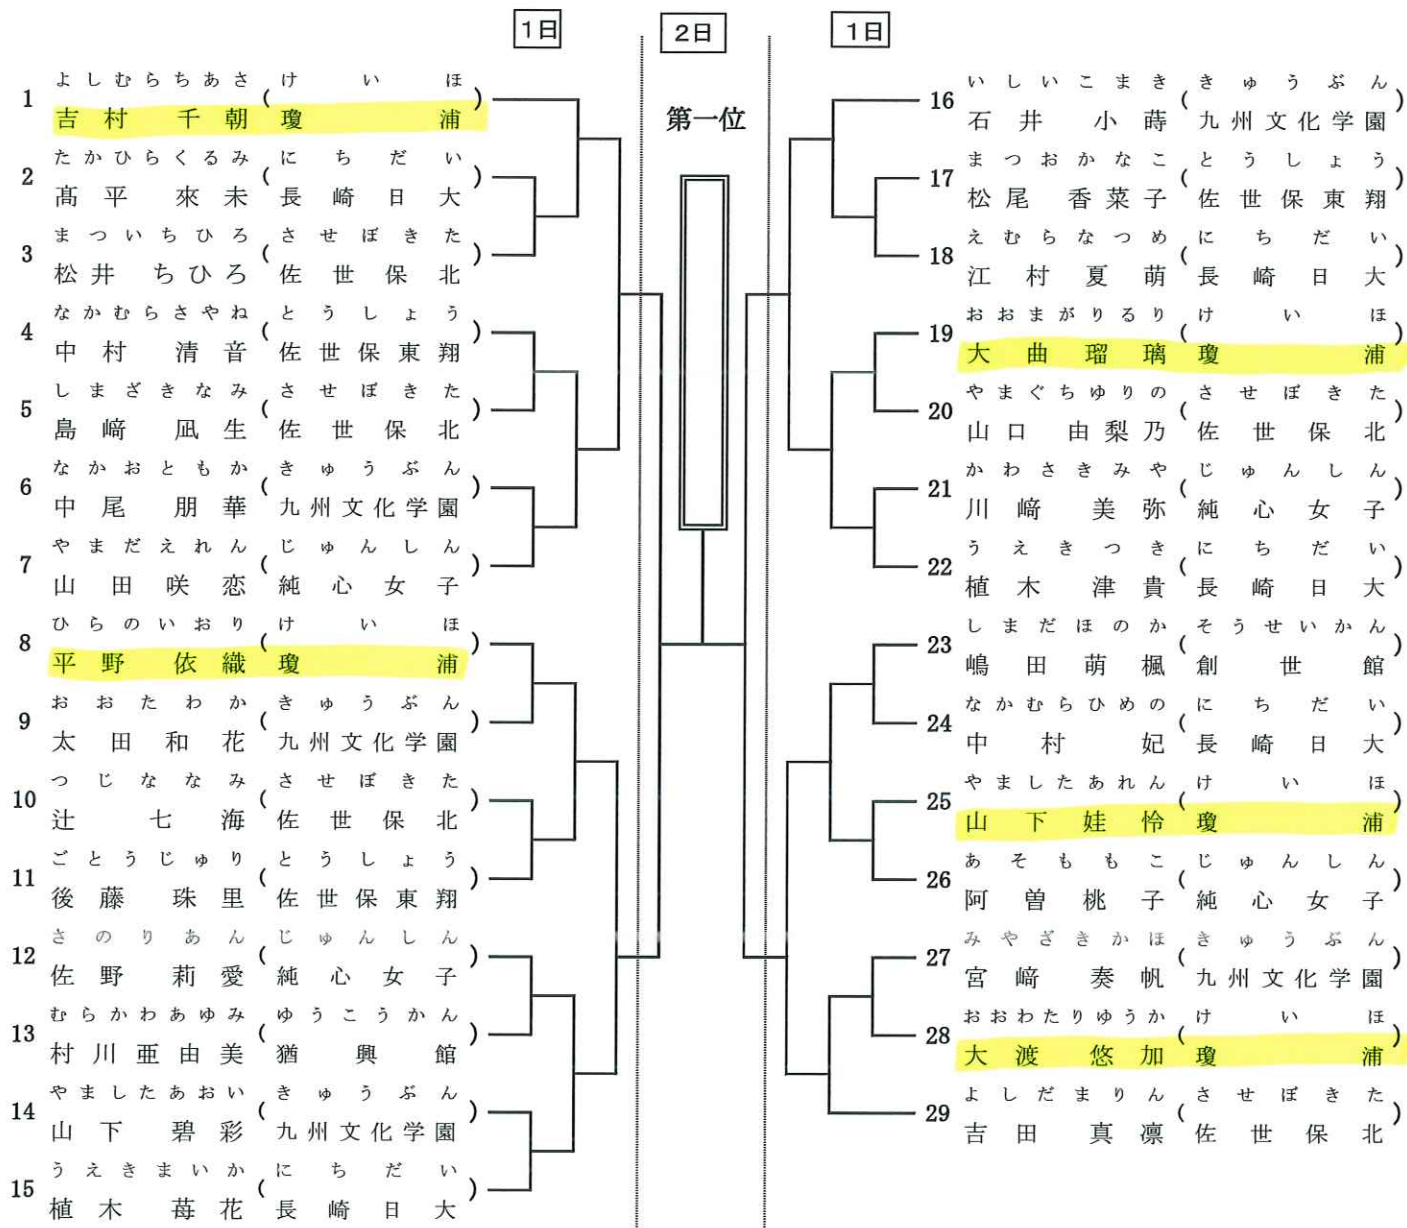 1日 2日 1日
第一位
よしむらちあさ けいほ
1 吉村 千朝 (瓊浦)
たかひらくるみ にちだい
2 髙平 來未 (長崎日大)
まついちひろ させぼきた
3 松井 ちひろ (佐世保北)
なかむらさやね とうしょう
4 中村 清音 (佐世保東翔)
しまざきなみ させぼきた
5 島﨑 凪生 (佐世保北)
なかおともか きゅうぶん
6 中尾 朋華 (九州文化学園)
やまだえれん じゅんしん
7 山田 咲恋 (純心女子)
ひらのいおり けいほ
8 平野 依織 (瓊浦)
おおたわか きゅうぶん
9 太田 和花 (九州文化学園)
つじななみ させぼきた
10 辻 七海 (佐世保北)
ごとうじゅり とうしょう
11 後藤 珠里 (佐世保東翔)
さのりあん じゅんしん
12 佐野 莉愛 (純心女子)
むらかわあゆみ ゆうこうかん
13 村川 亜由美 (猶興館)
やましたあおい きゅうぶん
14 山下 碧彩 (九州文化学園)
うえきまいか にちだい
15 植木 苺花 (長崎日大)
いしいこまき きゅうぶん
16 石井 小蒔 (九州文化学園)
まつおかなこ とうしょう
17 松尾 香菜子 (佐世保東翔)
えむらなつめ にちだい
18 江村 夏萌 (長崎日大)
おおまがりるり けいほ
19 大曲 瑠璃 (瓊浦)
やまぐちゆりの させぼきた
20 山口 由梨乃 (佐世保北)
かわさきみや じゅんしん
21 川﨑 美弥 (純心女子)
うえきつき にちだい
22 植木 津貴 (長崎日大)
しまだほのか そうせいかん
23 嶋田 萌楓 (創世館)
なかむらひめの にちだい
24 中村 妃 (長崎日大)
やましたあれん けいほ
25 山下 娃怜 (瓊浦)
あそももこ じゅんしん
26 阿曽 桃子 (純心女子)
みやざきかほ きゅうぶん
27 宮﨑 奏帆 (九州文化学園)
おおわたりゆうか けいほ
28 大渡 悠加 (瓊浦)
よしだまりん させぼきた
29 吉田 真凛 (佐世保北)